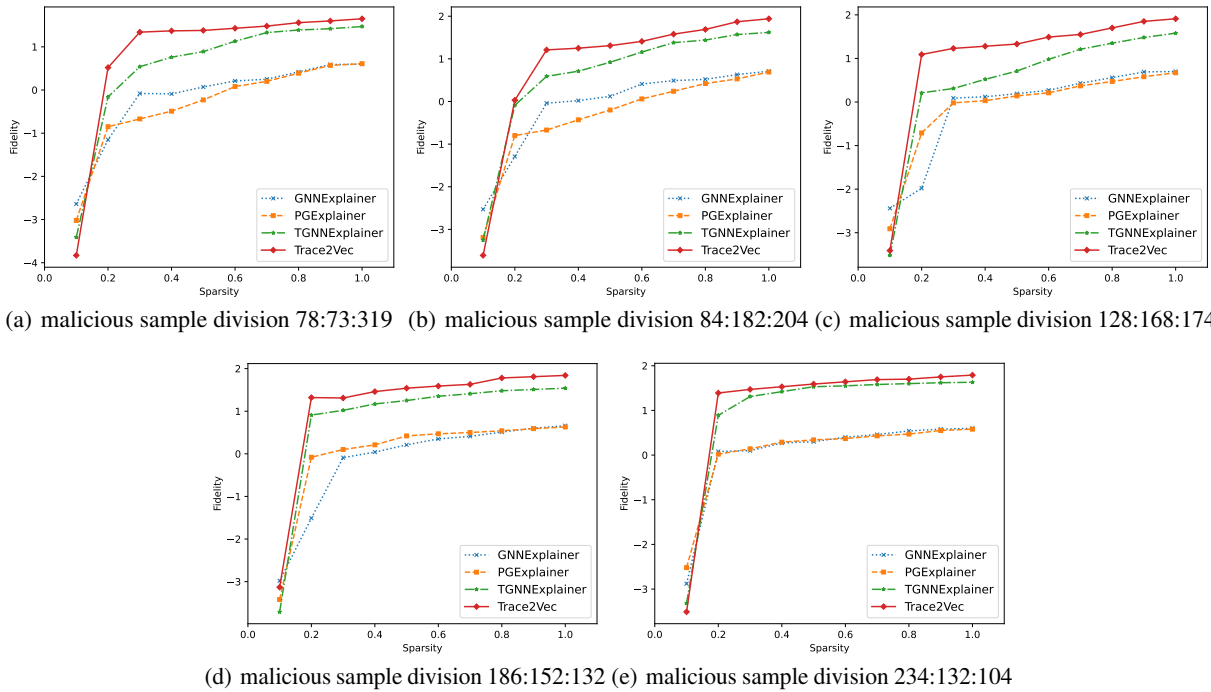 1
0
−1
−2
−3
−4
Fidelity
GNNExplainer
PGExplainer
TGNNExplainer
Trace2Vec
0.0 0.2 0.4 0.6 0.8 1.0
Sparsity
2
1
0
−1
−2
−3
Fidelity
GNNExplainer
PGExplainer
TGNNExplainer
Trace2Vec
0.0 0.2 0.4 0.6 0.8 1.0
Sparsity
2
1
0
−1
−2
−3
Fidelity
GNNExplainer
PGExplainer
TGNNExplainer
Trace2Vec
0.0 0.2 0.4 0.6 0.8 1.0
Sparsity
(a) malicious sample division 78:73:319 (b) malicious sample division 84:182:204 (c) malicious sample division 128:168:174
2
1
0
−1
−2
−3
Fidelity
GNNExplainer
PGExplainer
TGNNExplainer
Trace2Vec
0.0 0.2 0.4 0.6 0.8 1.0
Sparsity
2
1
0
−1
−2
−3
Fidelity
GNNExplainer
PGExplainer
TGNNExplainer
Trace2Vec
0.0 0.2 0.4 0.6 0.8 1.0
Sparsity
(d) malicious sample division 186:152:132 (e) malicious sample division 234:132:104